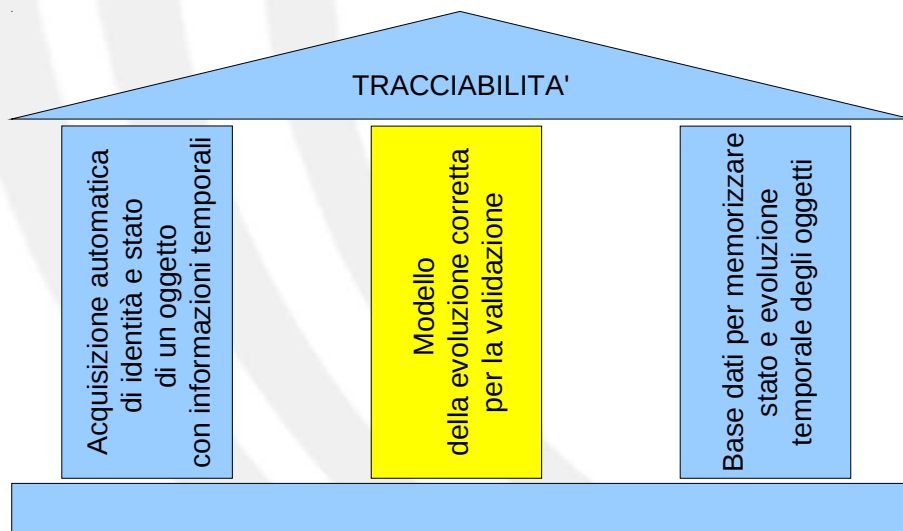 TRACCIABILITA'
Acquisizione automatica
di identità e stato
di un oggetto
con informazioni temporali
Modello
della evoluzione corretta
per la validazione
Base dati per memorizzare
stato e evoluzione
temporale degli oggetti